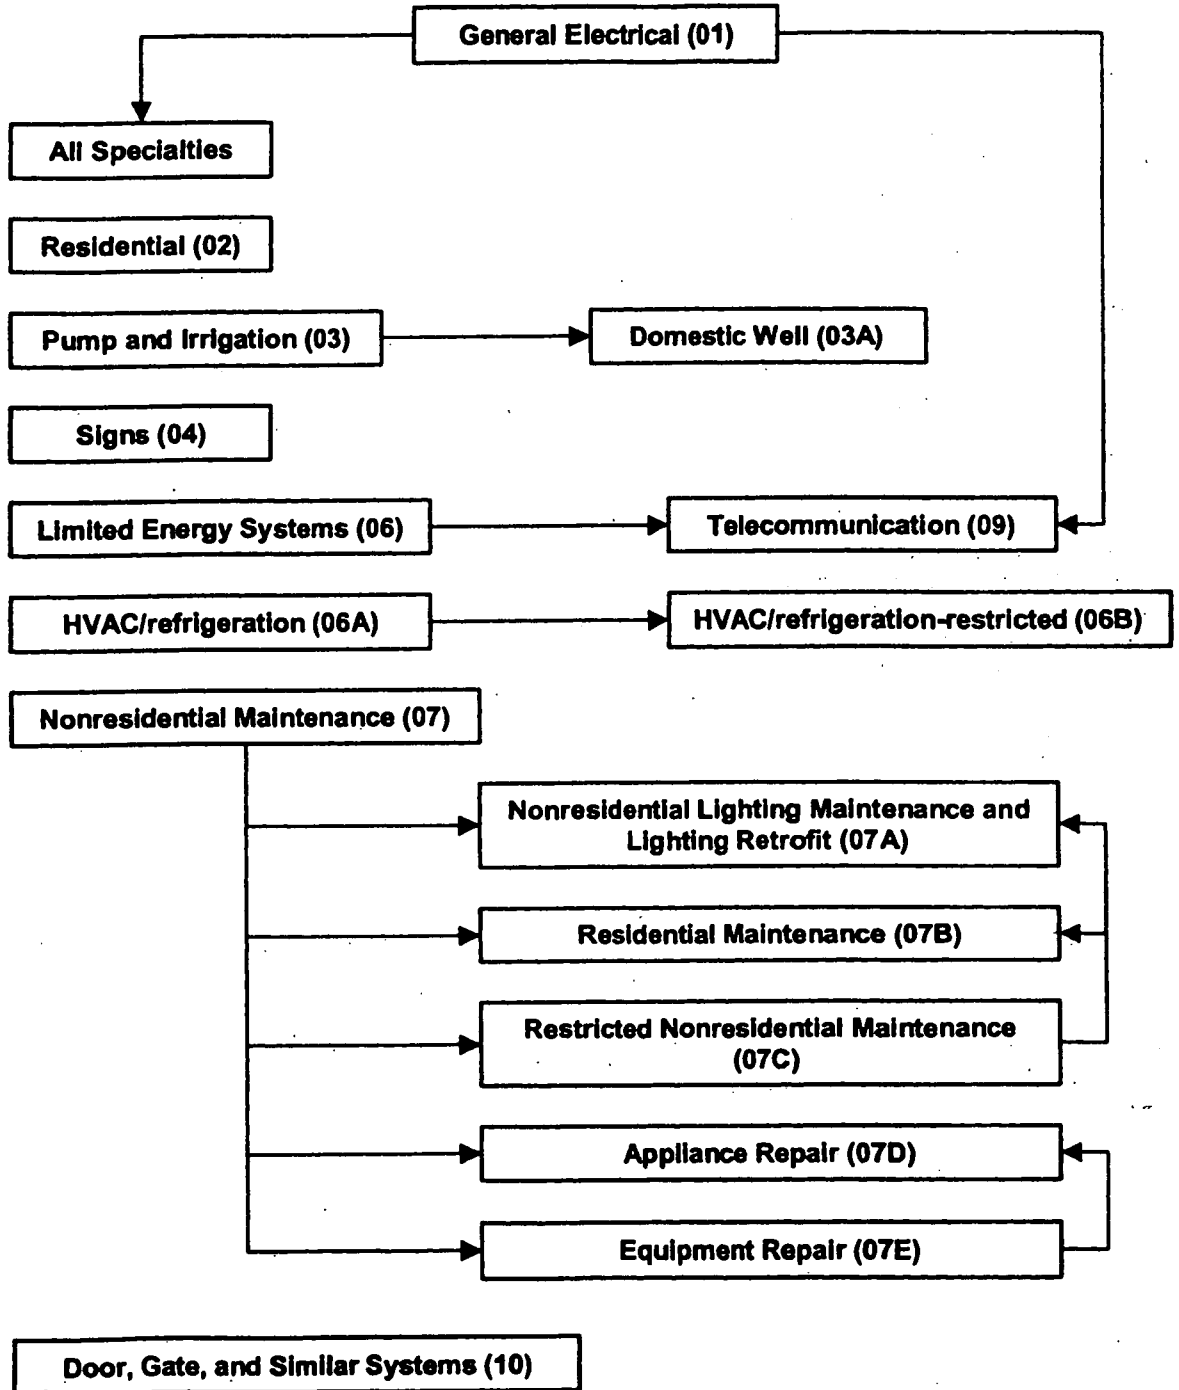 General Electrical (01)
All Specialties
Residential (02)
Pump and Irrigation (03)
Domestic Well (03A)
Signs (04)
Limited Energy Systems (06)
Telecommunication (09)
HVAC/refrigeration (06A)
HVAC/refrigeration-restricted (06B)
Nonresidential Maintenance (07)
Nonresidential Lighting Maintenance and
Lighting Retrofit (07A)
Residential Maintenance (07B)
Restricted Nonresidential Maintenance
(07C)
Appliance Repair (07D)
Equipment Repair (07E)
Door, Gate, and Similar Systems (10)